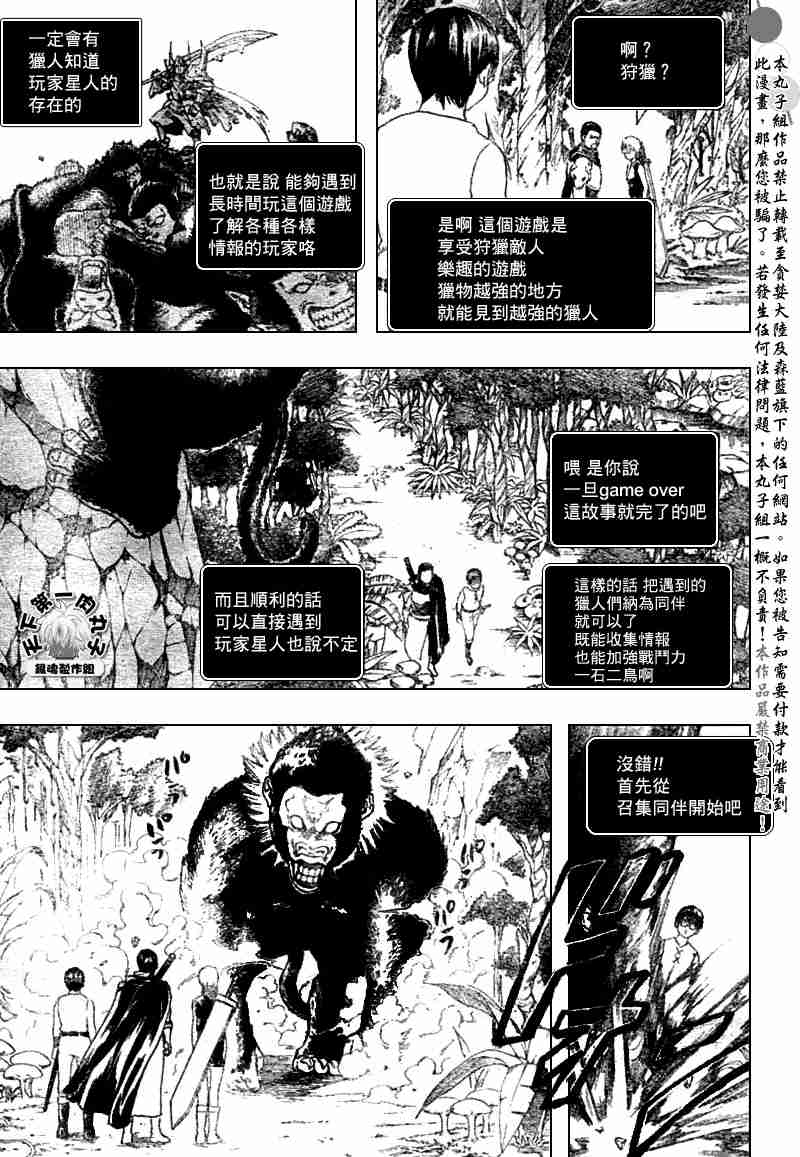 啊?
狩獵?
是啊 這個遊戲是
享受狩獵敵人
樂趣的遊戲
獵物越強的地方
就能見到越強的獵人
一定會有
獵人知道
玩家星人的
存在的
也就是說 能夠遇到
長時間玩這個遊戲
了解各種各樣
情報的玩家咯
喂 是你說
一旦game over
這故事就完了的吧
這樣的話 把遇到的
獵人們納為同伴
就可以了
既能收集情報
也能加強戰鬥力
一石二鳥啊
而且順利的話
可以直接遇到
玩家星人也說不定
天下第一肉丸子
銀魂製作組
沒錯!!
首先從
召集同伴開始吧
本丸子組作品禁止轉載至貪婪大陸及森藍旗下的任何網站。如果您被告知需要付款才能看到
此漫畫,那麼您被騙了。若發生任何法律問題,本丸子組一概不負責!本作品嚴禁商業用途!